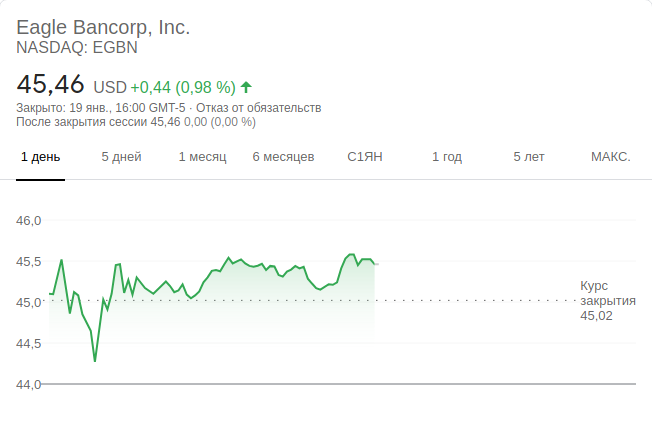 Eagle Bancorp, Inc.
NASDAQ: EGBN
45,46 USD +0,44 (0,98 %)
Закрыто: 19 янв., 16:00 GMT-5 · Отказ от обязательств
После закрытия сессии 45,46 0,00 (0,00 %)
1 день 5 дней 1 месяц 6 месяцев С1ЯН 1 год 5 лет МАКС.
46,0
45,5
45,0
44,5
44,0
Курс
закрытия
45,02